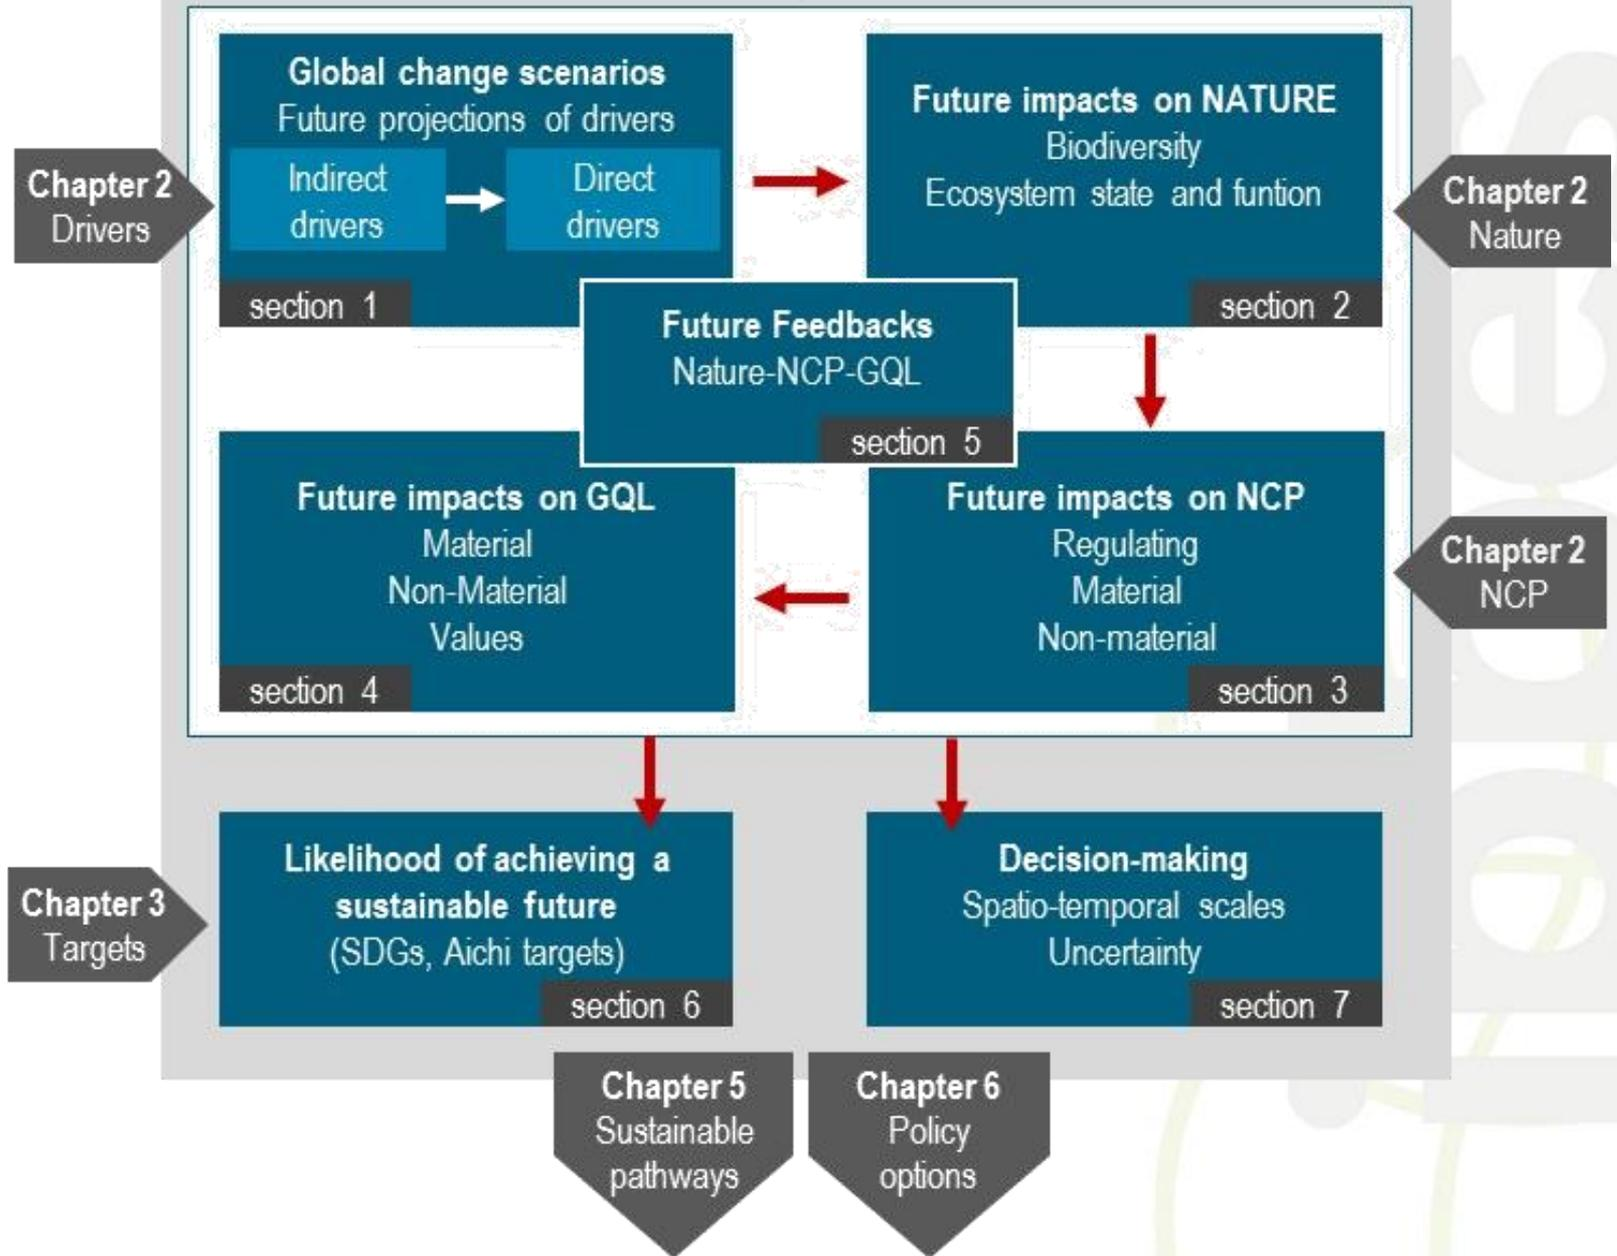 Global change scenarios
Future projections of drivers
Indirect
drivers
Direct
drivers
section 1
Future impacts on NATURE
Biodiversity
Ecosystem state and funtion
section 2
Chapter 2
Drivers
Chapter 2
Nature
Future Feedbacks
Nature-NCP-GQL
section 5
Future impacts on GQL
Material
Non-Material
Values
section 4
Future impacts on NCP
Regulating
Material
Non-material
section 3
Chapter 2
NCP
Likelihood of achieving a
sustainable future
(SDGs, Aichi targets)
section 6
Decision-making
Spatio-temporal scales
Uncertainty
section 7
Chapter 3
Targets
Chapter 5
Sustainable
pathways
Chapter 6
Policy
options
ipbes